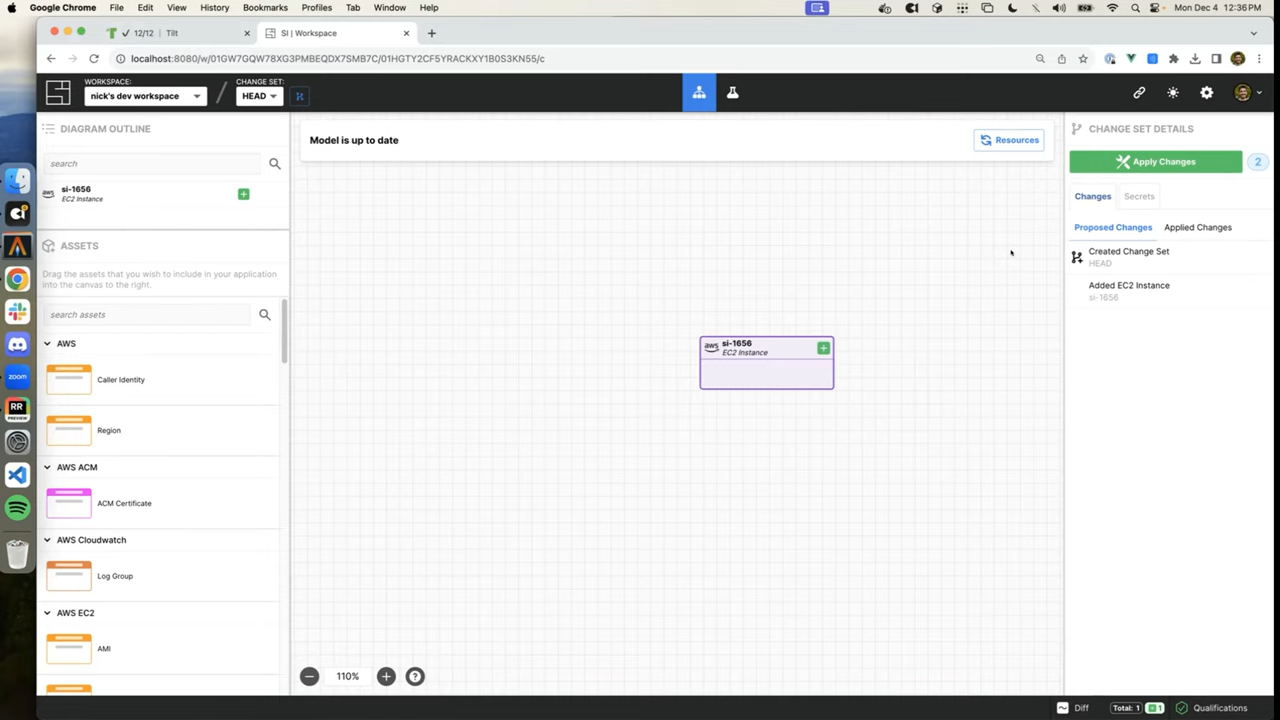 Google Chrome File Edit View History Bookmarks Profiles Tab Window Help
Mon Dec 4 12:36PM
12/12 | Tilt
SI | Workspace
localhost:8080/w/01GW7GQW78XG3PMBEQDX7SMB7C/01HGTY2CF5YRACKXY1B0S3KN55/c
WORKSPACE:
nick's dev workspace
CHANGE SET:
HEAD
DIAGRAM OUTLINE
search
si-1656
EC2 Instance
ASSETS
Drag the assets that you wish to include in your application
into the canvas to the right.
search assets
AWS
Caller Identity
Region
AWS ACM
ACM Certificate
AWS Cloudwatch
Log Group
AWS EC2
AMI
Model is up to date
Resources
aws
si-1656
EC2 Instance
110%
CHANGE SET DETAILS
Apply Changes
2
Changes
Secrets
Proposed Changes
Applied Changes
Created Change Set
HEAD
Added EC2 Instance
si-1656
zoom
RR
PREVIEW
Diff
Total: 1
1
Qualifications